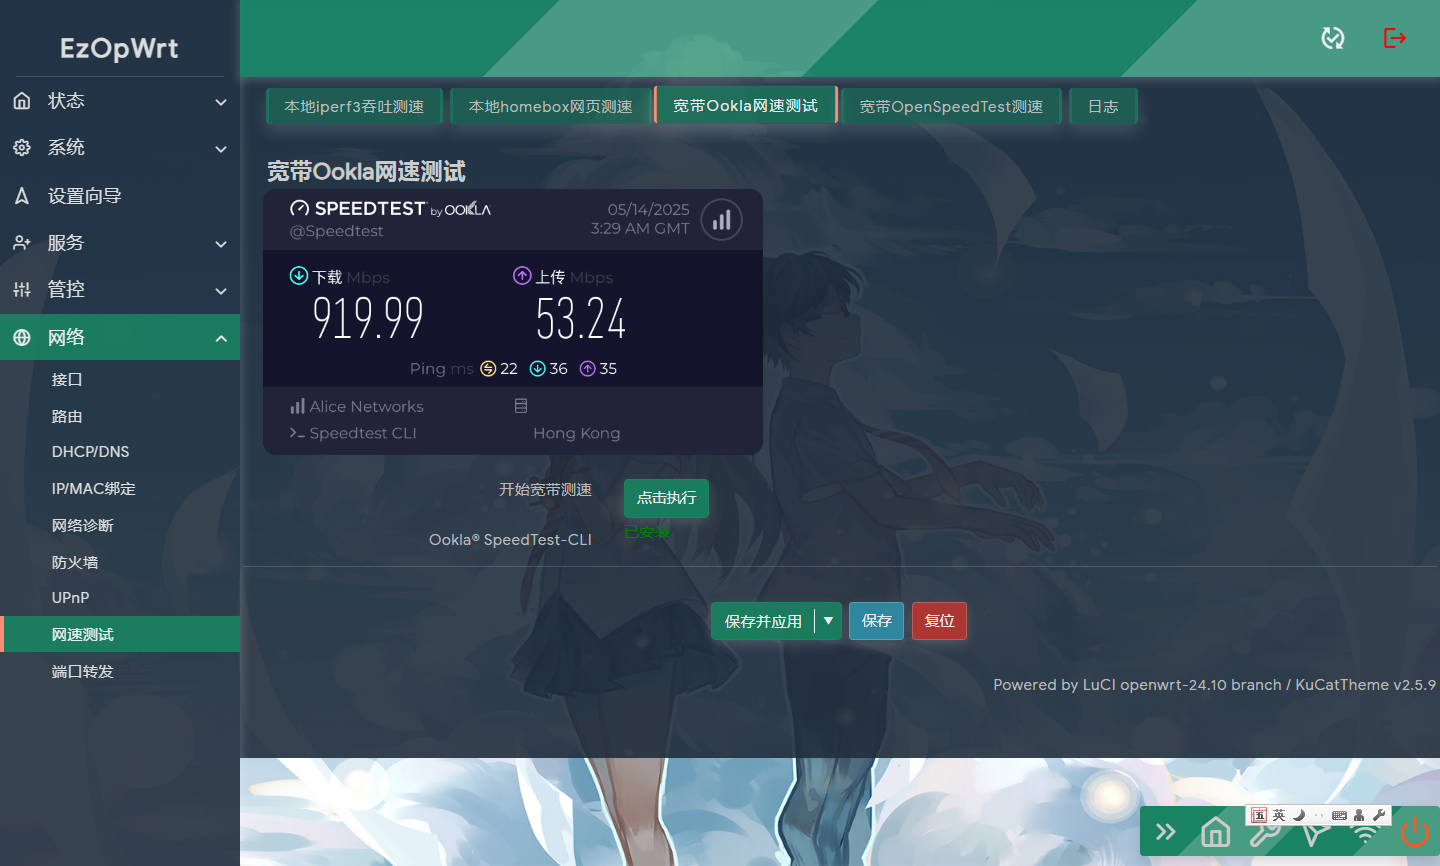 EzOpWrt
状态
系统
设置向导
服务
管控
网络
接口
路由
DHCP/DNS
IP/MAC绑定
网络诊断
防火墙
UPnP
网速测试
端口转发
本地iperf3吞吐测速
本地homebox网页测速
宽带Ookla网速测试
宽带OpenSpeedTest测速
日志
宽带Ookla网速测试
SPEEDTEST by OOKLA
@Speedtest
05/14/2025
3:29 AM GMT
下载 Mbps
上传 Mbps
919.99
53.24
Ping ms 22 36 35
Alice Networks
Speedtest CLI
Hong Kong
开始宽带测速
点击执行
Ookla® SpeedTest-CLI
已安装
保存并应用
保存
复位
Powered by LuCI openwrt-24.10 branch / KuCatTheme v2.5.9
五 英